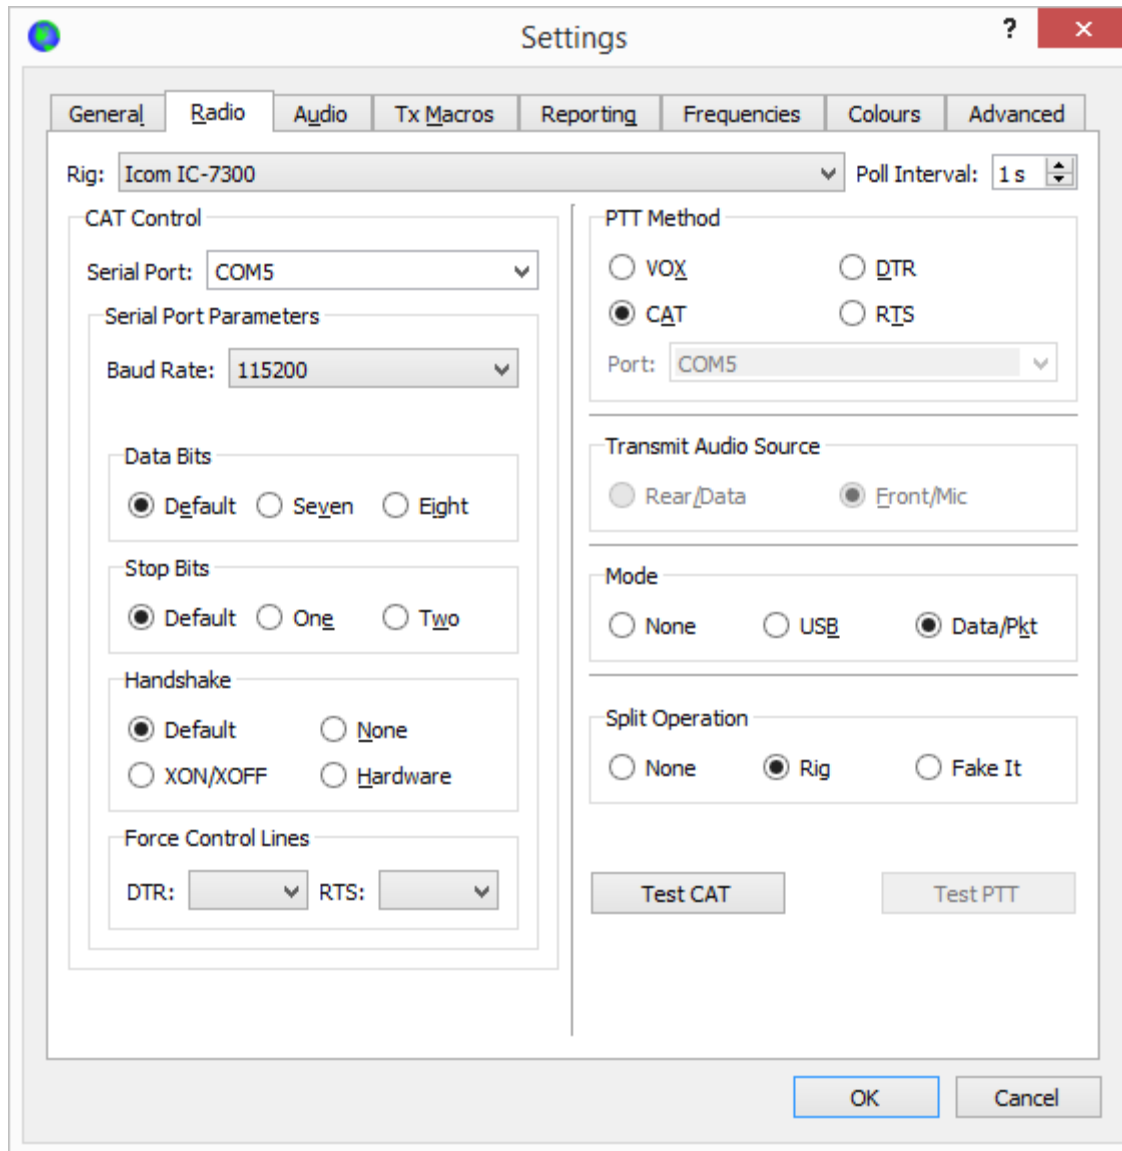 Settings
?
General Radio Audio Tx Macros Reporting Frequencies Colours Advanced
Rig: Icom IC-7300 Poll Interval: 1 s
CAT Control
Serial Port: COM5
Serial Port Parameters
Baud Rate: 115200
Data Bits
Default Seven Eight
Stop Bits
Default One Two
Handshake
Default None
XON/XOFF Hardware
Force Control Lines
DTR: RTS:
PTT Method
VOX DTR
CAT RTS
Port: COM5
Transmit Audio Source
Rear/Data Front/Mic
Mode
None USB Data/Pkt
Split Operation
None Rig Fake It
Test CAT Test PTT
OK Cancel